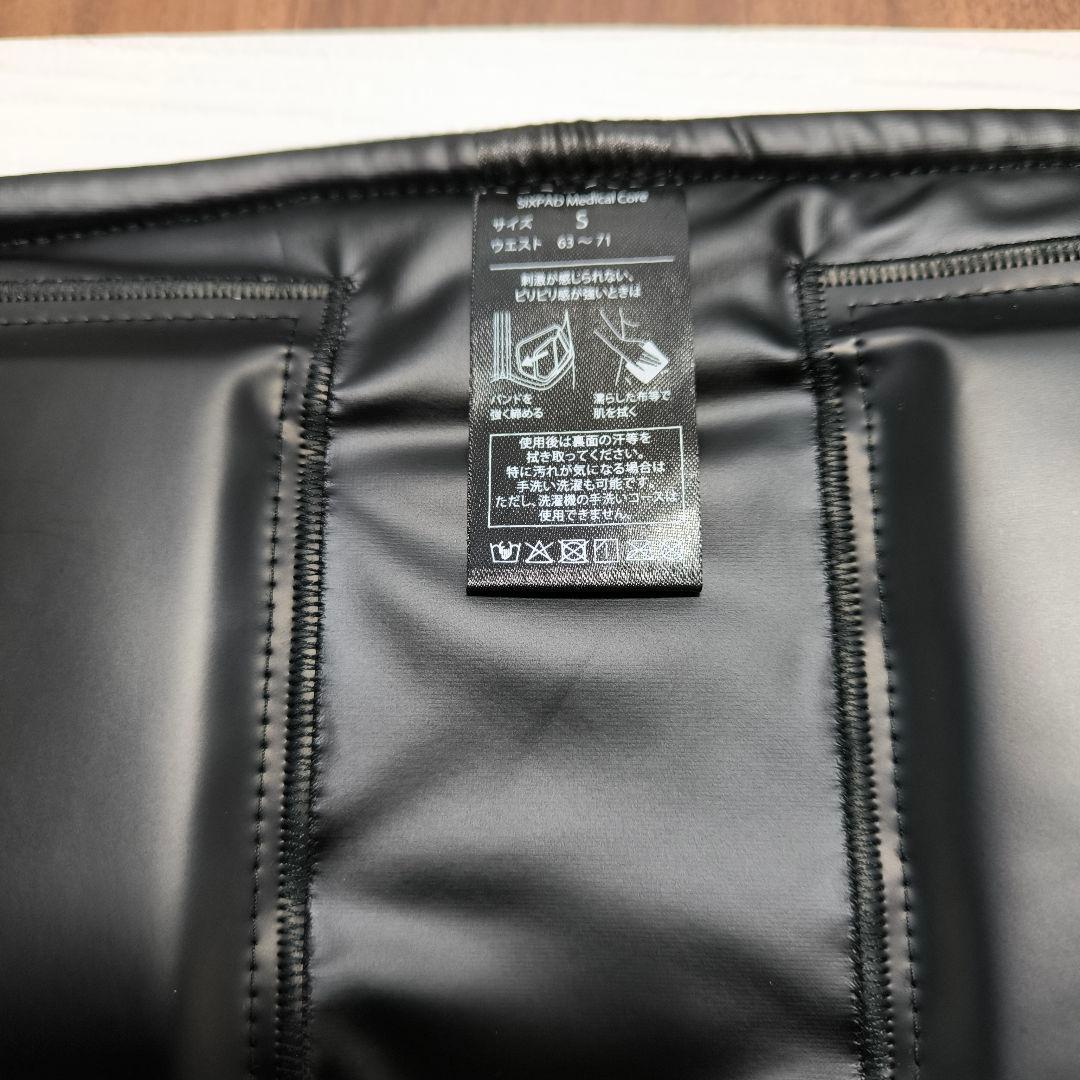 SIXPAD Medical Core
サイズ S
ウエスト 63～71
刺激が感じられない。
ピリピリ感が強いときは
バンドを
強く締める
濡らした布等で
肌を拭く
使用後は裏面の汗等を
拭き取ってください。
特に汚れが気になる場合は
手洗い洗濯も可能です
ただし、洗濯機の手洗いコースは
使用できません。